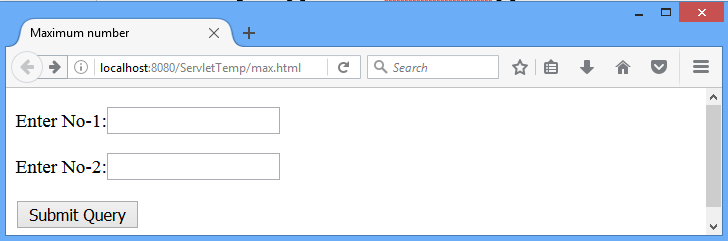 Maximum number
localhost:8080/ServletTemp/max.html
Search
Enter No-1:
Enter No-2:
Submit Query